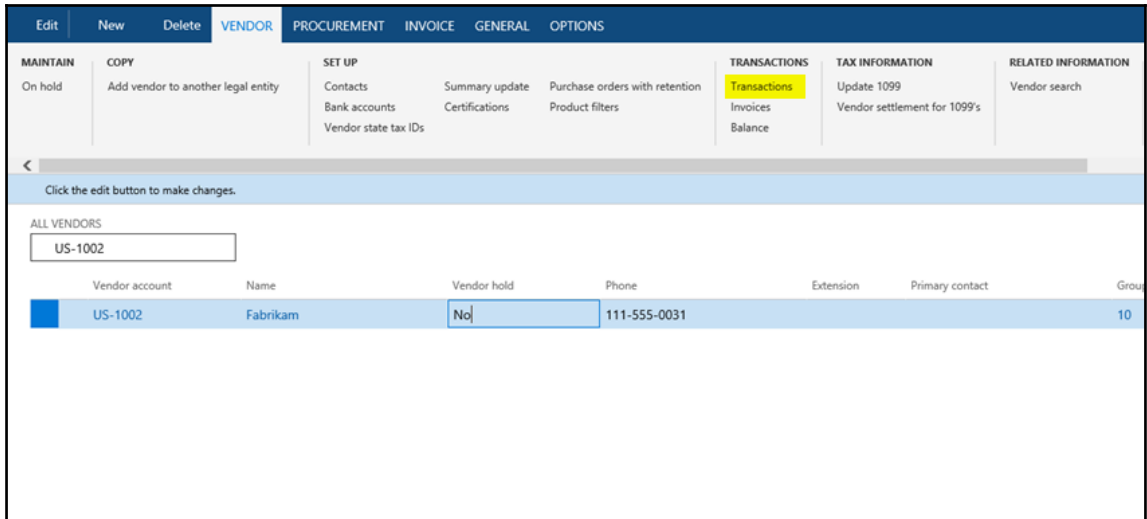 Edit New Delete VENDOR PROCUREMENT INVOICE GENERAL OPTIONS
MAINTAIN COPY SET UP TRANSACTIONS TAX INFORMATION RELATED INFORMATION
On hold Add vendor to another legal entity Contacts Summary update Purchase orders with retention Transactions Update 1099 Vendor search
Bank accounts Certifications Product filters Invoices Vendor settlement for 1099's
Vendor state tax IDs Balance
Click the edit button to make changes.
ALL VENDORS
US-1002
Vendor account Name Vendor hold Phone Extension Primary contact
US-1002 Fabrikam No 111-555-0031 10